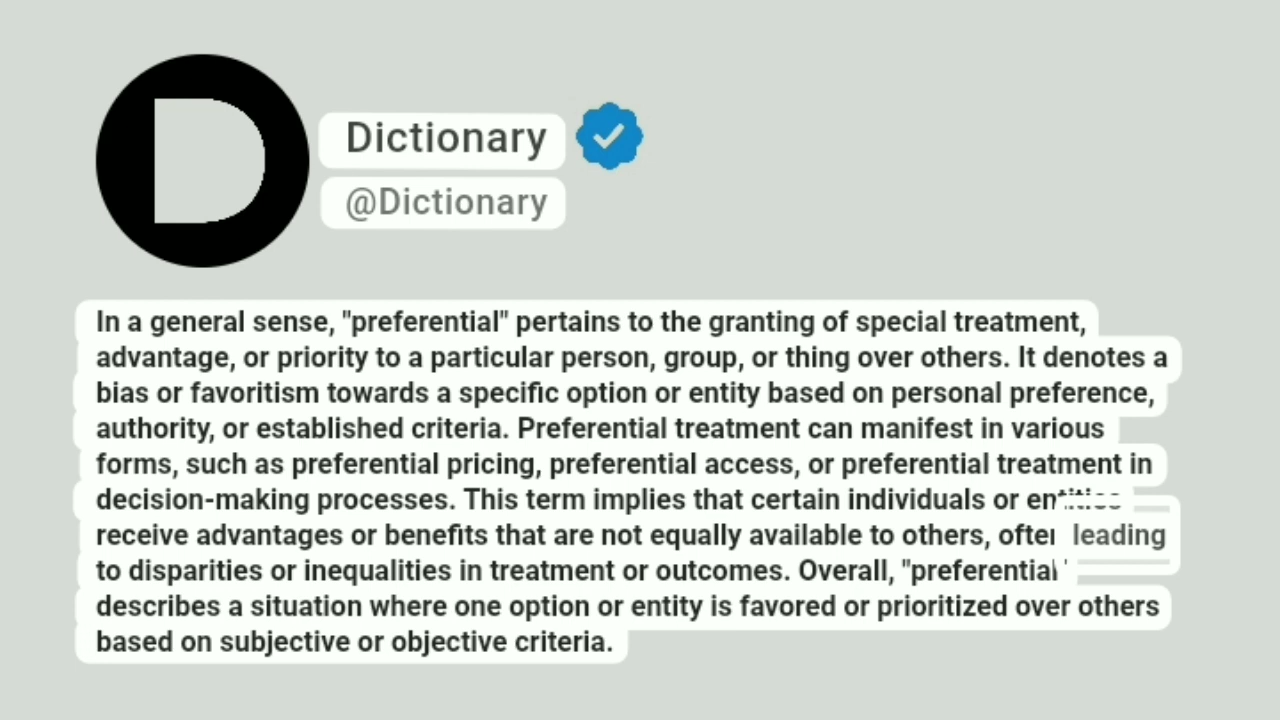 Dictionary
@Dictionary
In a general sense, "preferential" pertains to the granting of special treatment,
advantage, or priority to a particular person, group, or thing over others. It denotes a
bias or favoritism towards a specific option or entity based on personal preference,
authority, or established criteria. Preferential treatment can manifest in various
forms, such as preferential pricing, preferential access, or preferential treatment in
decision-making processes. This term implies that certain individuals or entities
receive advantages or benefits that are not equally available to others, often leading
to disparities or inequalities in treatment or outcomes. Overall, "preferential"
describes a situation where one option or entity is favored or prioritized over others
based on subjective or objective criteria.